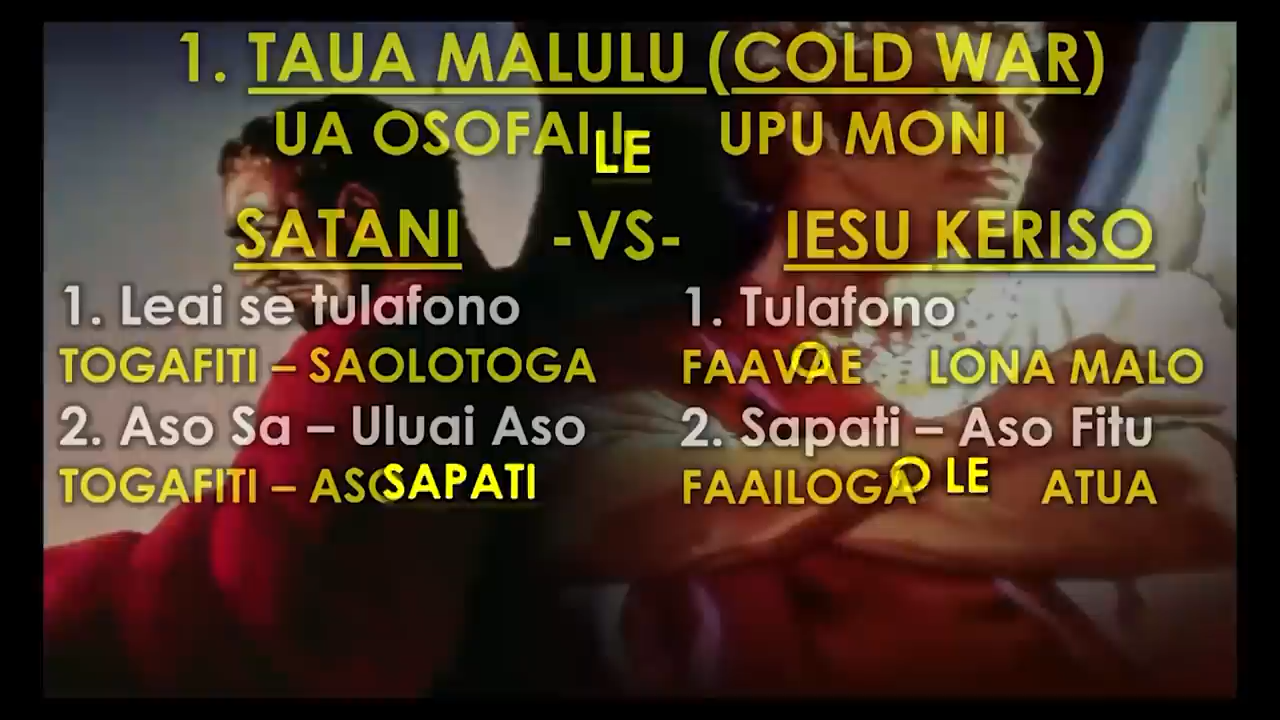 1. TAUA MALULU (COLD WAR)
UA OSOFAI LE UPU MONI
SATANI -VS- IESU KERISO
1. Leai se tulafono
TOGAFITI – SAOLOTOGA
2. Aso Sa – Uluai Aso
TOGAFITI – ASO SAPATI
1. Tulafono
FAAVAE O LONA MALO
2. Sapati – Aso Fitu
FAAILOGA O LE ATUA